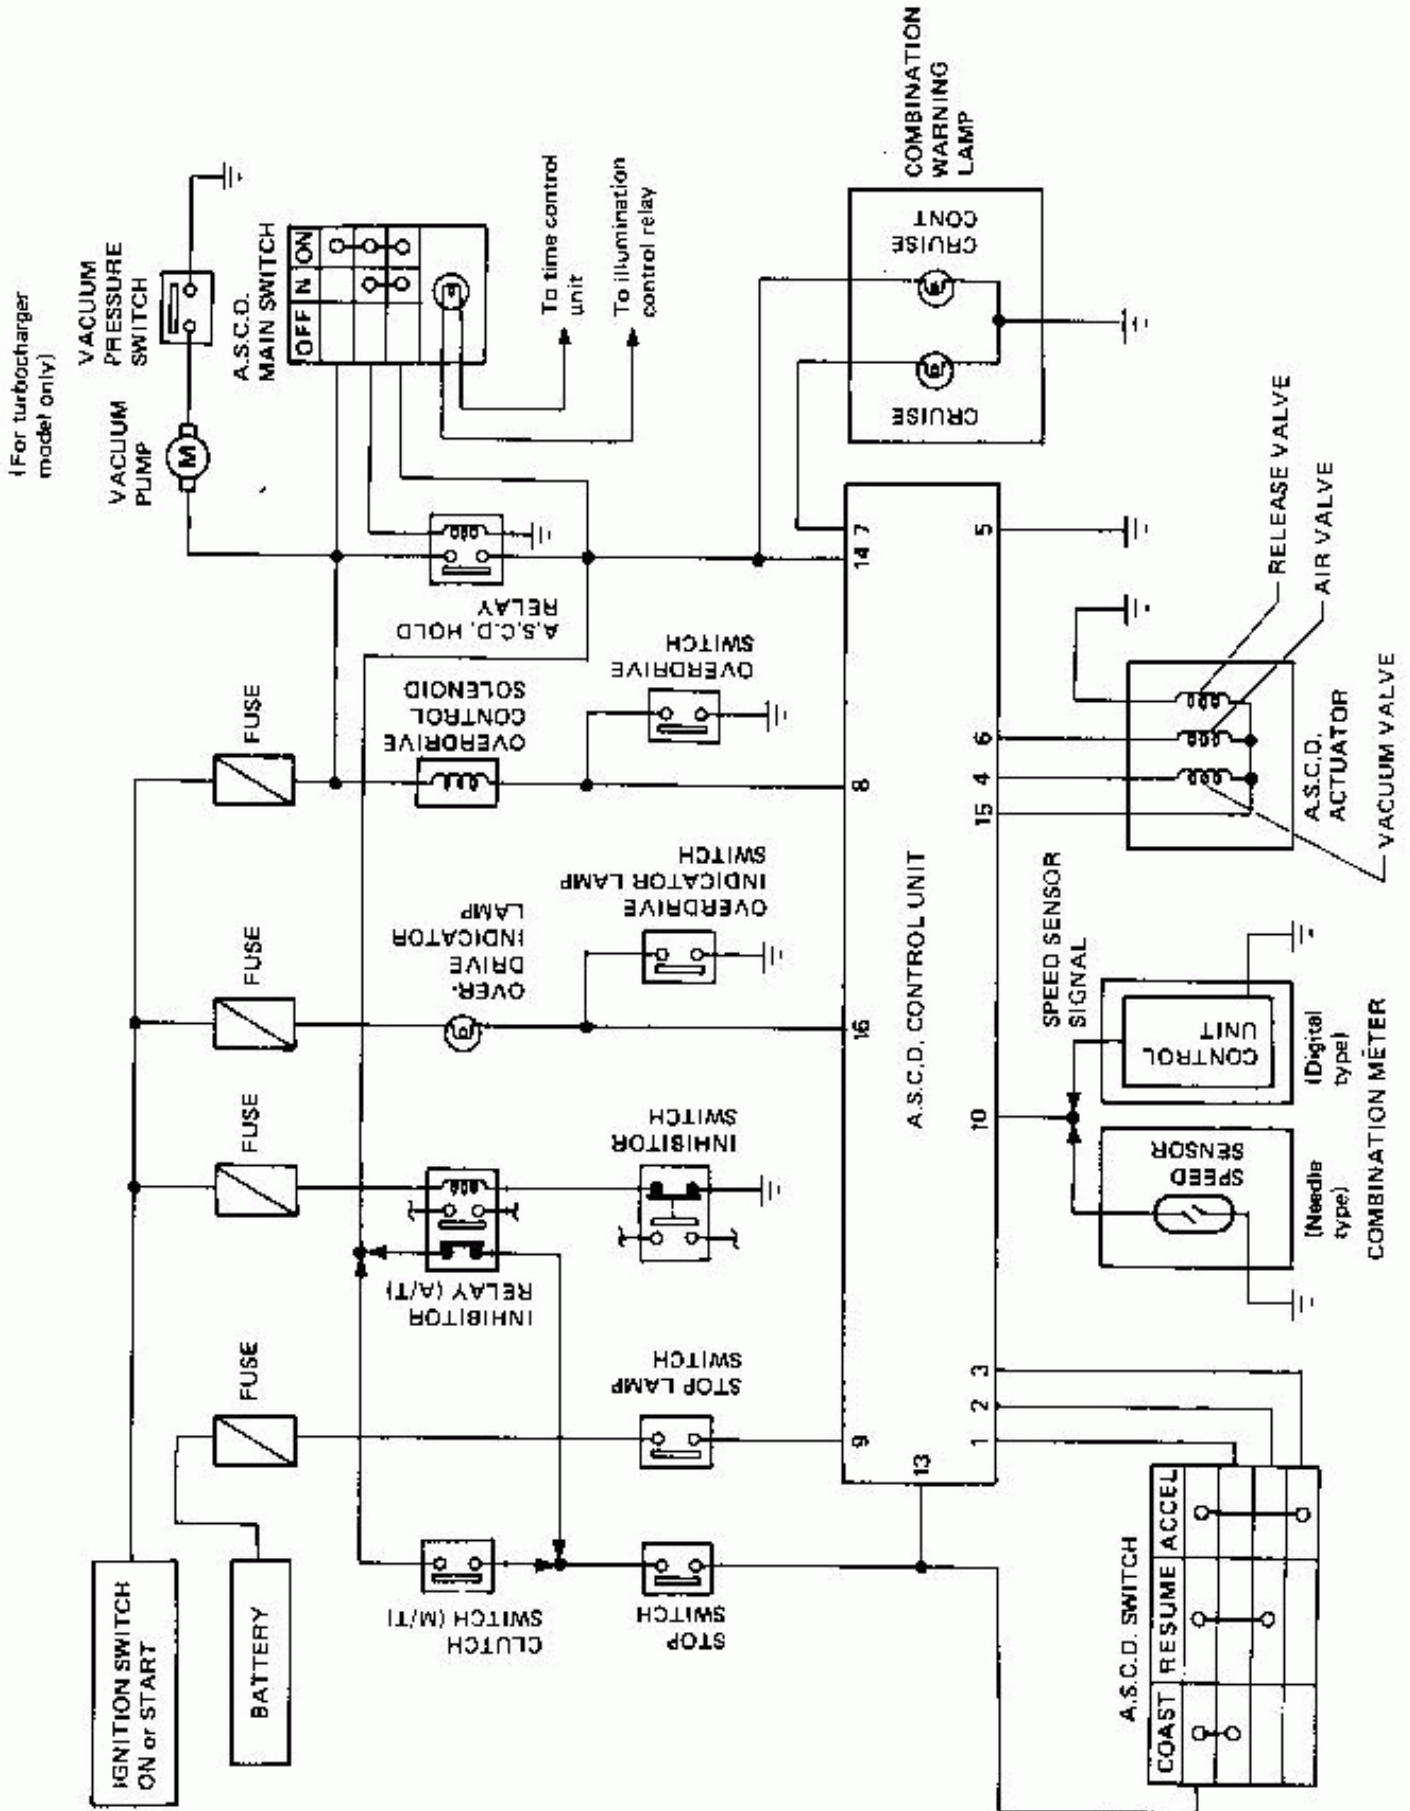 (For turbocharger
model only)
VACUUM
PRESSURE
SWITCH
VACUUM
PUMP
M
A.S.C.D.
MAIN SWITCH
OFF N ON
To time control
unit
To illumination
control relay
COMBINATION
WARNING
LAMP
CRUISE
CONT
CRUISE
FUSE
A.S.C.D. HOLD
RELAY
OVERDRIVE
CONTROL
SOLENOID
OVERDRIVE
SWITCH
FUSE
OVER-
DRIVE
INDICATOR
LAMP
OVERDRIVE
INDICATOR LAMP
SWITCH
FUSE
INHIBITOR
RELAY (A/T)
INHIBITOR
SWITCH
FUSE
STOP LAMP
SWITCH
IGNITION SWITCH
ON or START
BATTERY
CLUTCH
SWITCH (M/T)
STOP
SWITCH
A.S.C.D. CONTROL UNIT
7
14
8
16
9
13
5
6
4
15
10
3
2
1
RELEASE VALVE
AIR VALVE
VACUUM VALVE
A.S.C.D.
ACTUATOR
SPEED SENSOR
SIGNAL
CONTROL
UNIT
(Digital
type)
SPEED
SENSOR
(Needle
type)
COMBINATION METER
A.S.C.D. SWITCH
COAST RESUME ACCEL